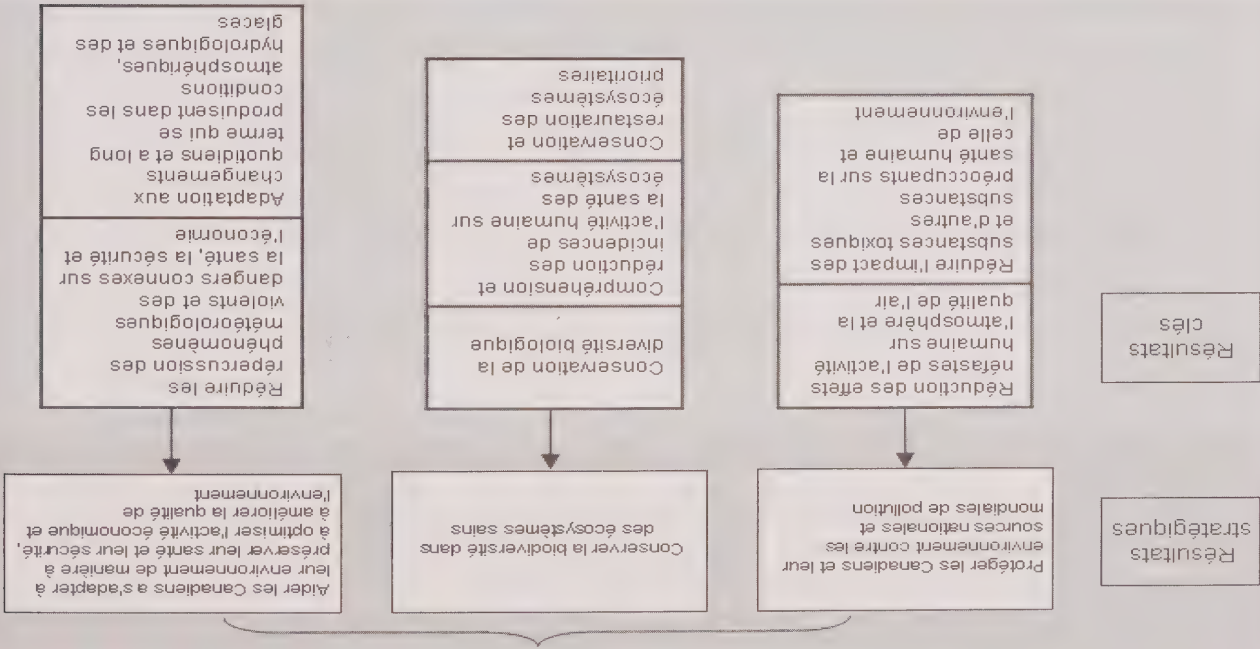 Résultats
stratégiques
Protéger les Canadiens et leur
environnement contre les
sources nationales et
mondiales de pollution
Conserver la biodiversité dans
des écosystèmes sains
Aider les Canadiens a s'adapter à
leur environnement de manière à
préserver leur santé et leur sécurité,
à optimiser l'activité économique et
à améliorer la qualité de
l'environnement
Résultats
clés
Réduction des effets
néfastes de l'activité
humaine sur
l'atmosphère et la
qualité de l'air
Réduire l'impact des
substances toxiques
et d'autres
substances
préoccupants sur la
santé humaine et
celle de
l'environnement
Conservation de la
diversité biologique
Compréhension et
réduction des
incidences de
l'activité humaine sur
la santé des
écosystèmes
Conservation et
restauration des
écosystèmes
prioritaires
Réduire les
répercussion des
phénomènes
météorologiques
violents et des
dangers connexes sur
la santé, la sécurité et
l'économie
Adaptation aux
changements
quotidiens et a long
terme qui se
produisent dans les
conditions
atmosphériques,
hydrologiques et des
glaces